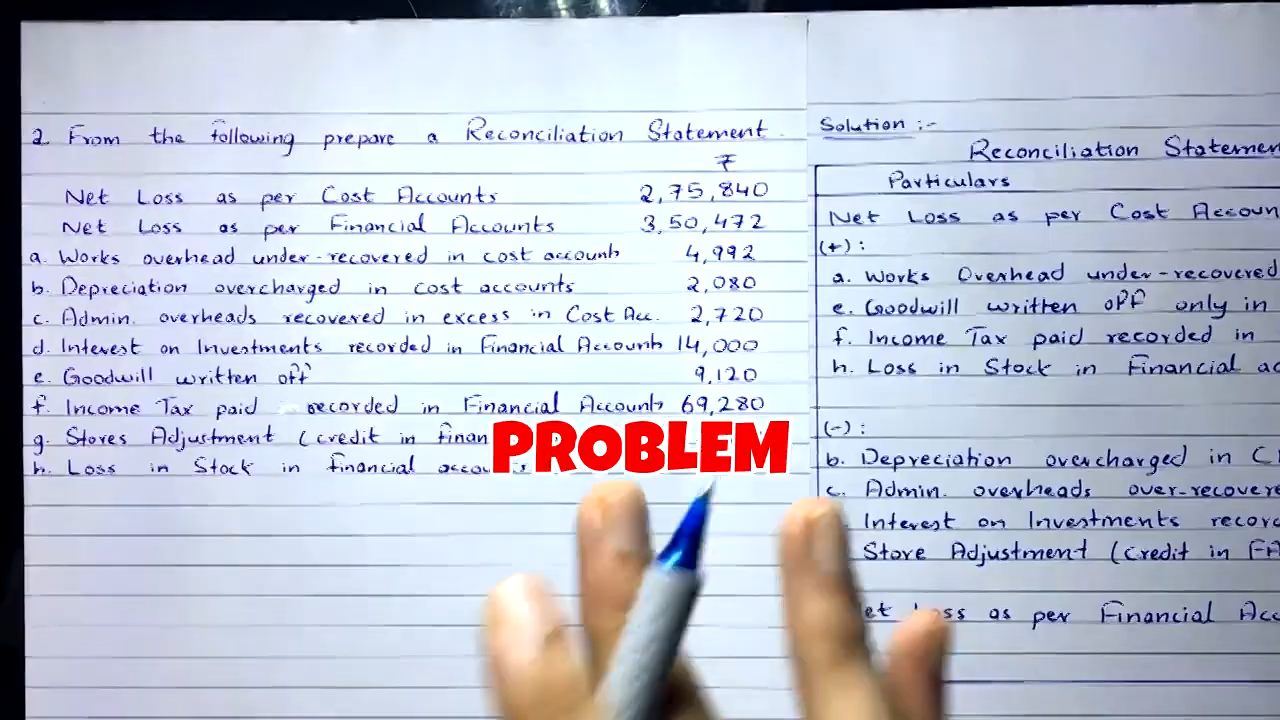 2. From the following prepare a Reconciliation Statement
₹
Net Loss as per Cost Accounts 2,75,840
Net Loss as per Financial Accounts 3,50,472
a. Works overhead under-recovered in cost accounts 4,992
b. Depreciation overcharged in cost accounts 2,080
c. Admin. overheads recovered in excess in Cost Acc. 2,720
d. Interest on Investments recorded in Financial Accounts 14,000
e. Goodwill written off 9,120
f. Income Tax paid recorded in Financial Accounts 69,280
g. Stores Adjustment (credit in finan
h. Loss in Stock in financial accou
PROBLEM
Solution :-
Reconciliation Statemen
Particulars
Net Loss as per Cost Accoun
(+) :
a. Works Overhead under-recovered
e. Goodwill written off only in
f. Income Tax paid recorded in
h. Loss in Stock in Financial ac
(-) :
b. Depreciation overcharged in C
c. Admin. overheads over-recovere
Interest on Investments recor
Store Adjustment (credit in FA
et Loss as per Financial Acc